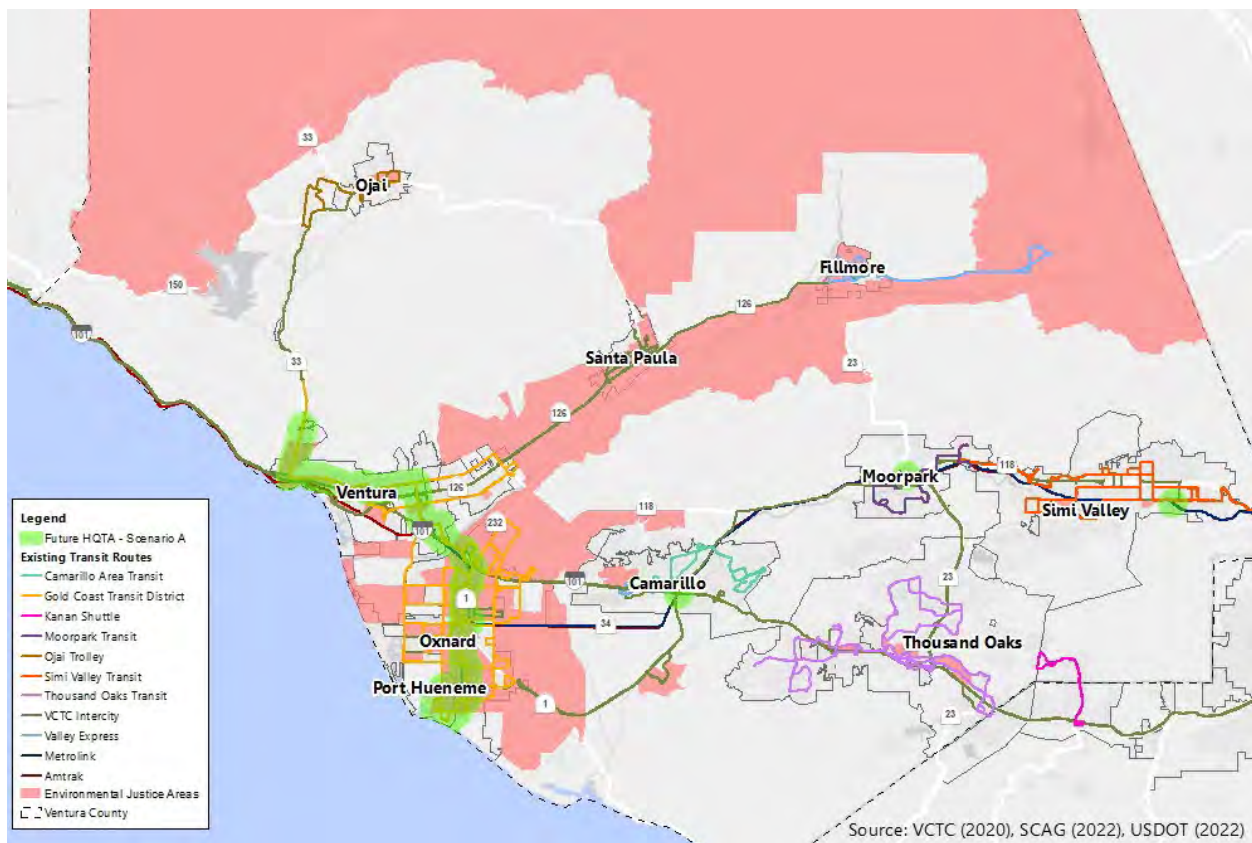 33
Ojai
150
101
33
Fillmore
126
Santa Paula
126
23
Ventura
126
101
232
118
Moorpark
118
Simi Valley
101
Camarillo
1
34
23
Oxnard
Thousand Oaks
Port Hueneme
1
23
Legend
Future HQTA - Scenario A
Existing Transit Routes
Camarillo Area Transit
Gold Coast Transit District
Kanan Shuttle
Moorpark Transit
Ojai Trolley
Simi Valley Transit
Thousand Oaks Transit
VCTC Intercity
Valley Express
Metrolink
Amtrak
Environmental Justice Areas
Ventura County
Source: VCTC (2020), SCAG (2022), USDOT (2022)